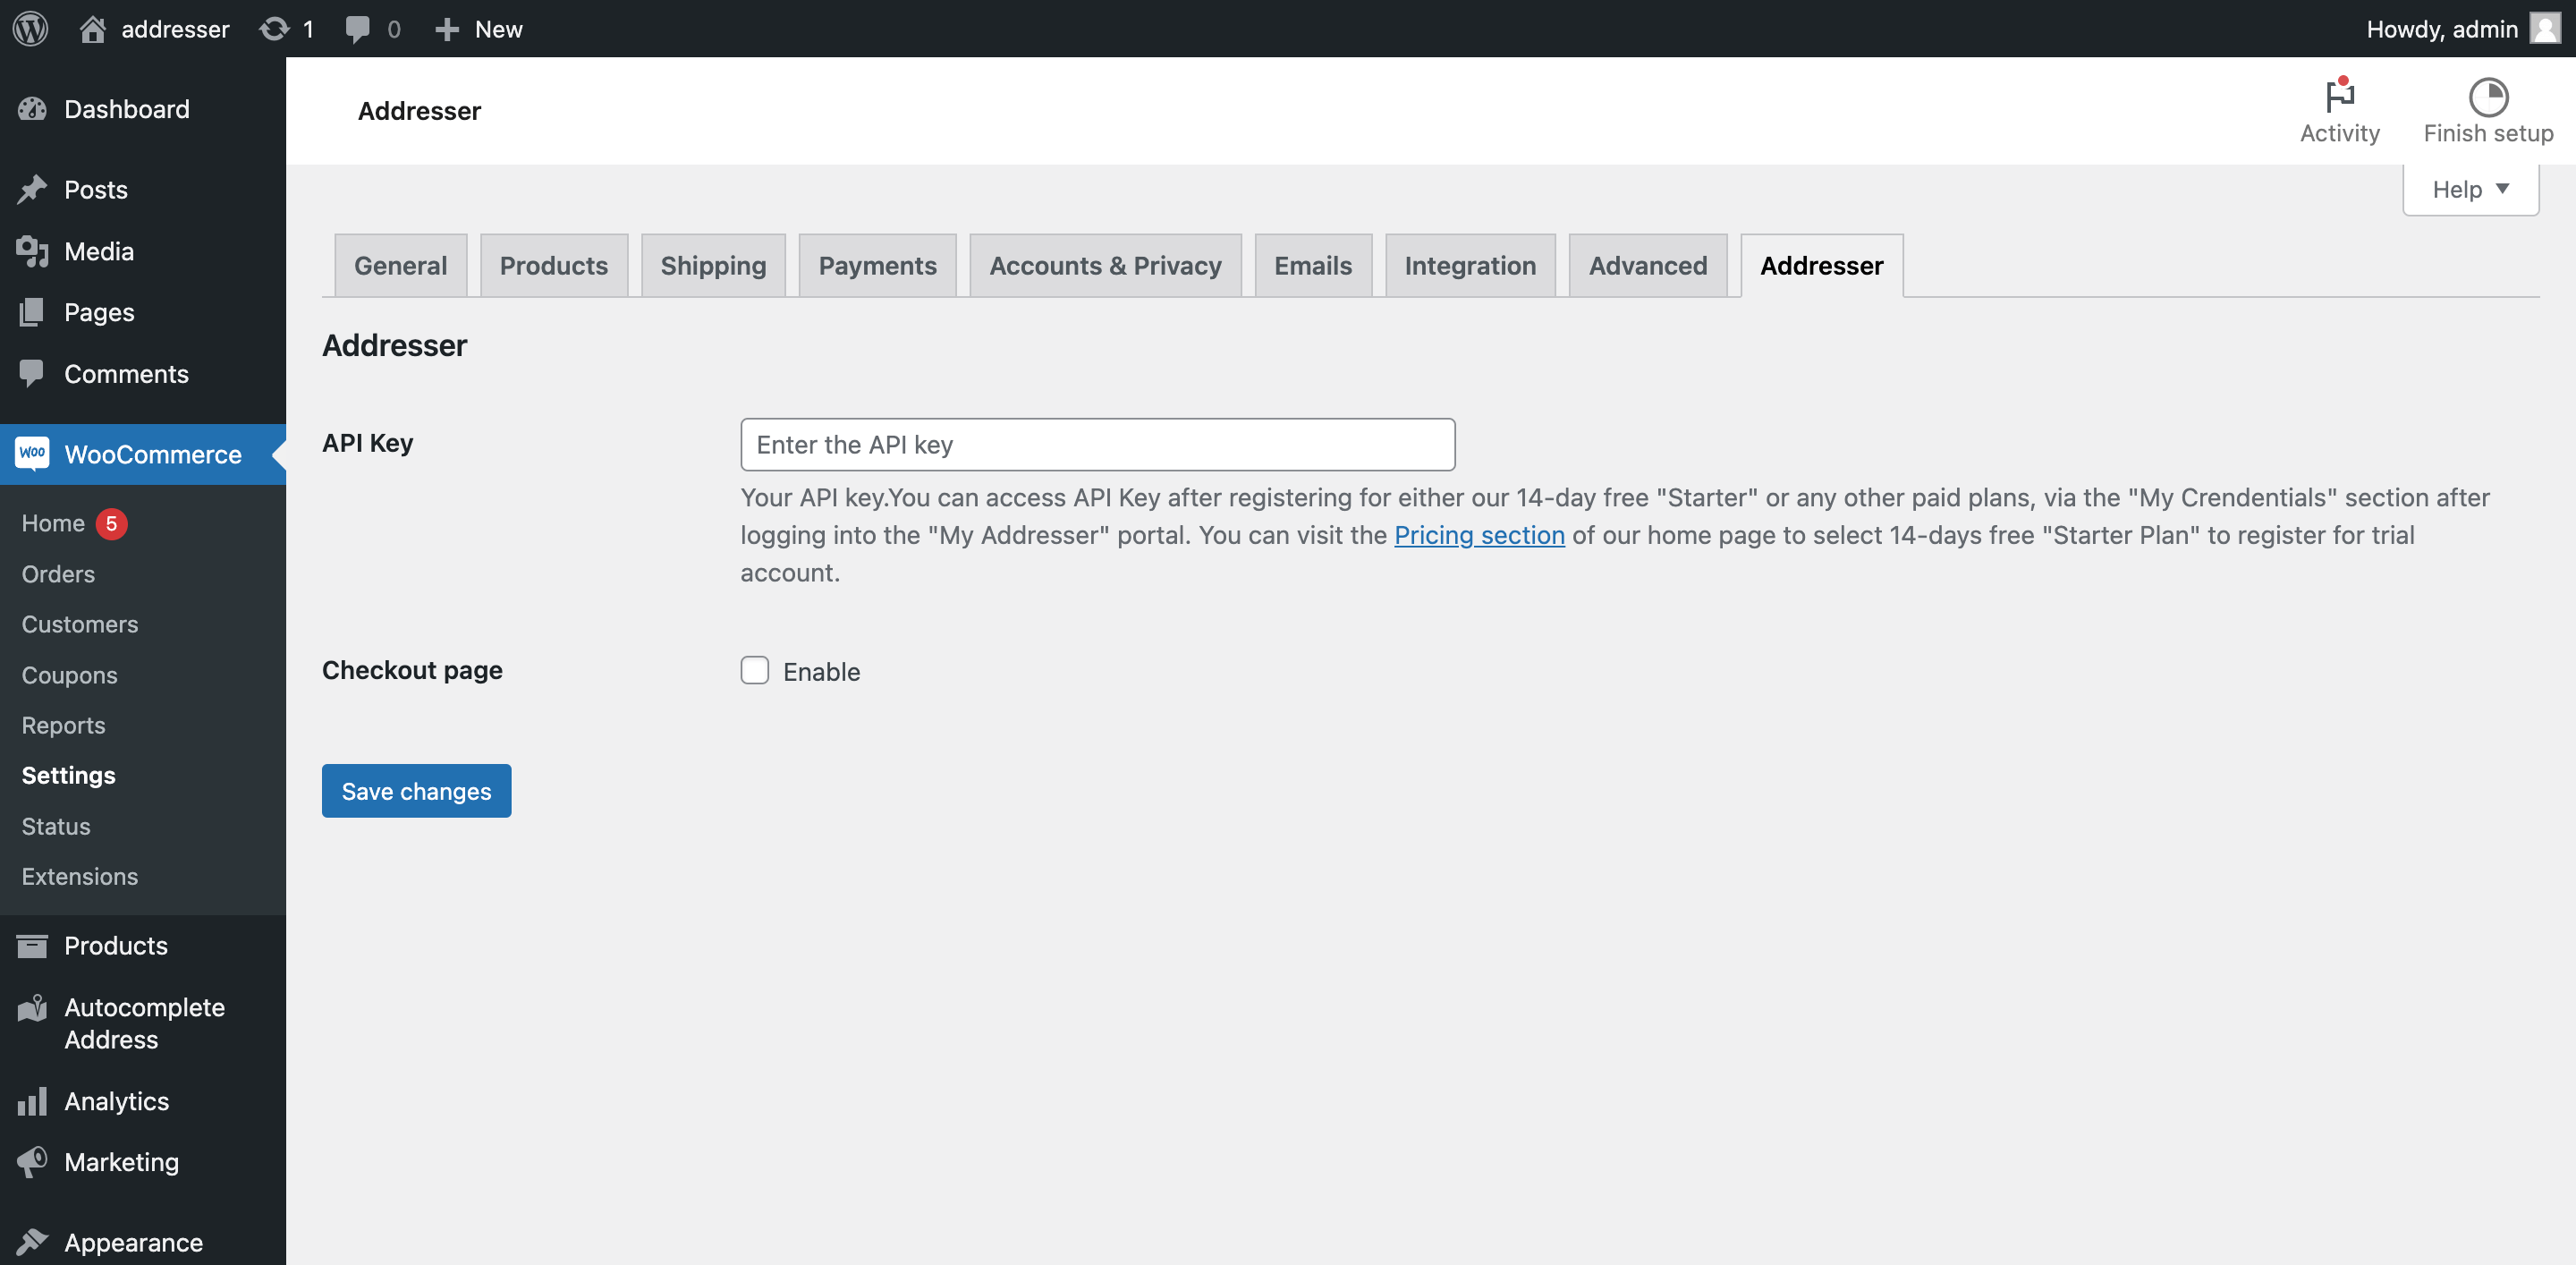 addresser
1
0
New
Howdy, admin
Dashboard
Posts
Media
Pages
Comments
WOO
WooCommerce
Home 5
Orders
Customers
Coupons
Reports
Settings
Status
Extensions
Products
Autocomplete
Address
Analytics
Marketing
Appearance
Addresser
Activity
Finish setup
Help
General
Products
Shipping
Payments
Accounts & Privacy
Emails
Integration
Advanced
Addresser
Addresser
API Key
Enter the API key
Your API key.You can access API Key after registering for either our 14-day free "Starter" or any other paid plans, via the "My Crendentials" section after
logging into the "My Addresser" portal. You can visit the Pricing section of our home page to select 14-days free "Starter Plan" to register for trial
account.
Checkout page
Enable
Save changes